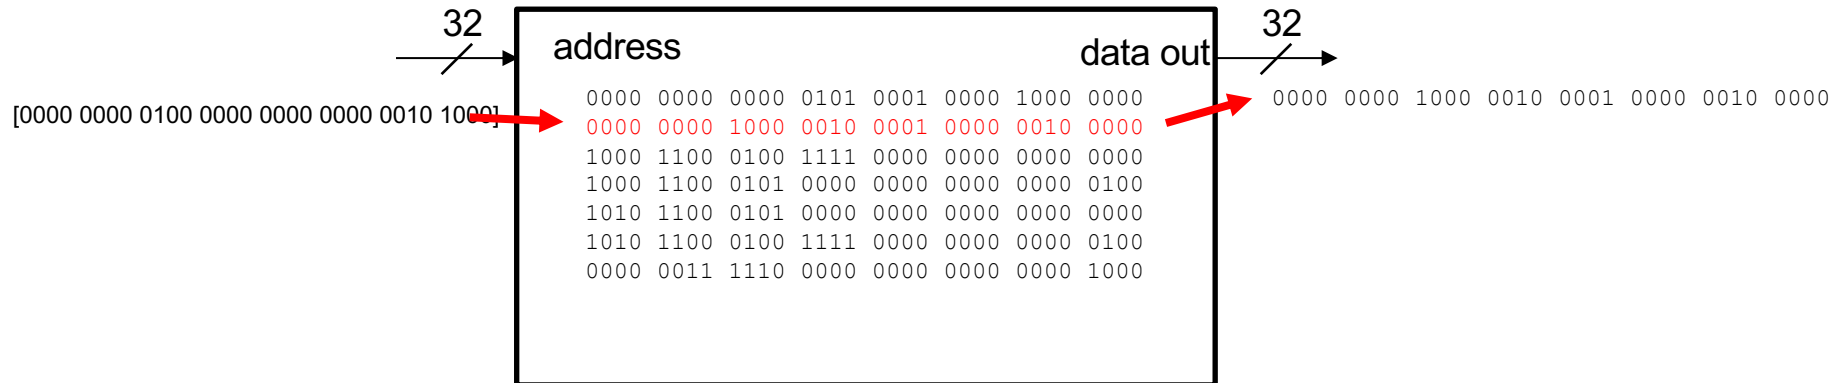 32
32
address
data out
[0000 0000 0100 0000 0000 0000 0010 1000]
0000 0000 0000 0101 0001 0000 1000 0000
0000 0000 1000 0010 0001 0000 0010 0000
1000 1100 0100 1111 0000 0000 0000 0000
1000 1100 0101 0000 0000 0000 0000 0100
1010 1100 0101 0000 0000 0000 0000 0000
1010 1100 0100 1111 0000 0000 0000 0100
0000 0011 1110 0000 0000 0000 0000 1000
0000 0000 1000 0010 0001 0000 0010 0000